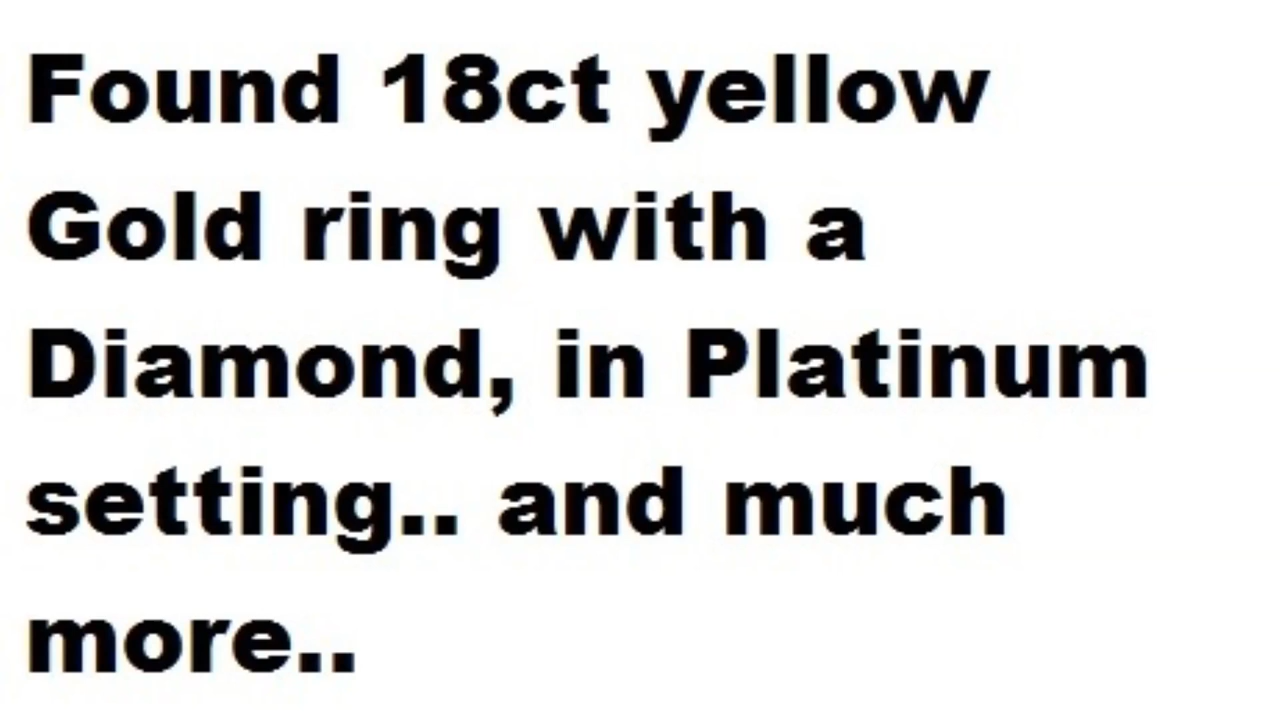 Found 18ct yellow
Gold ring with a
Diamond, in Platinum
setting.. and much
more..